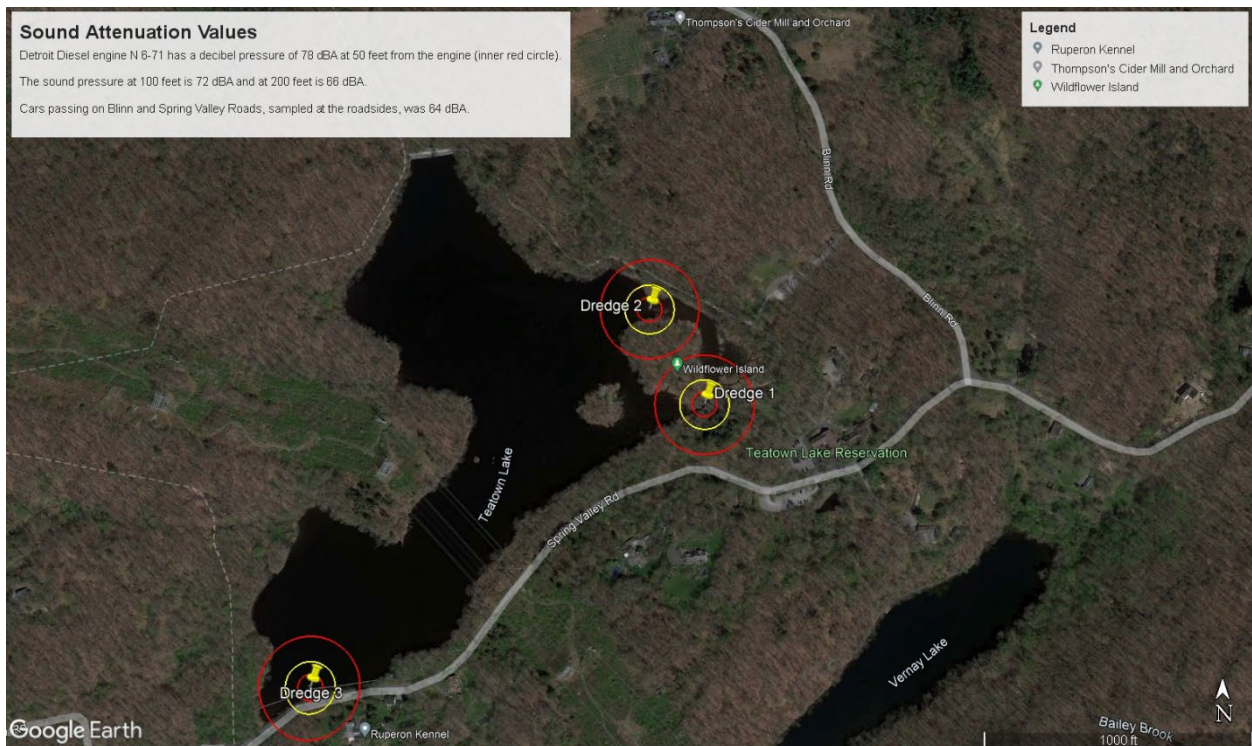 Sound Attenuation Values
Detroit Diesel engine N 6-71 has a decibel pressure of 78 dBA at 50 feet from the engine (inner red circle).
The sound pressure at 100 feet is 72 dBA and at 200 feet is 66 dBA.
Cars passing on Blinn and Spring Valley Roads, sampled at the roadsides, was 64 dBA.
Thompson's Cider Mill and Orchard
Legend
Ruperon Kennel
Thompson's Cider Mill and Orchard
Wildflower Island
Blinn Rd
Blinn Rd
Dredge 2
Wildflower Island
Dredge 1
Teatown Lake Reservation
Teatown Lake
Spring Valley Rd
Vernay Lake
Dredge 3
Ruperon Kennel
Google Earth
N
Bailey Brook
1000 ft